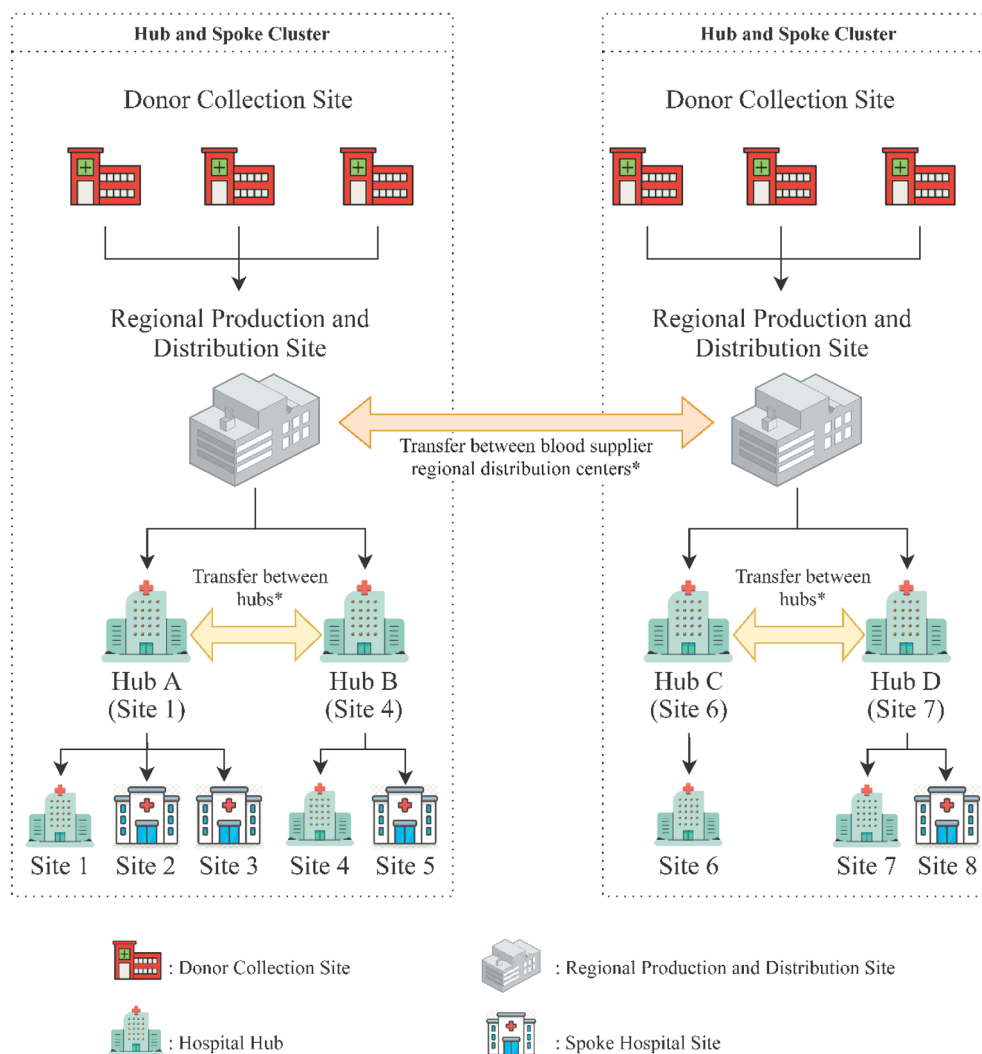 Hub and Spoke Cluster
Hub and Spoke Cluster
Donor Collection Site
Donor Collection Site
Regional Production and
Distribution Site
Regional Production and
Distribution Site
Transfer between blood supplier
regional distribution centers*
Transfer between
hubs*
Transfer between
hubs*
Hub A
(Site 1)
Hub B
(Site 4)
Hub C
(Site 6)
Hub D
(Site 7)
Site 1
Site 2
Site 3
Site 4
Site 5
Site 6
Site 7
Site 8
: Donor Collection Site
: Regional Production and Distribution Site
: Hospital Hub
: Spoke Hospital Site